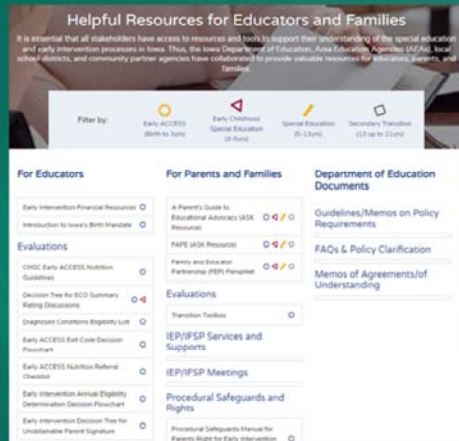 Helpful Resources for Educators and Families
It is essential that all stakeholders have access to resources and tools to support their understanding of the special education
and early intervention processes in Iowa. Thus, the Iowa Department of Education, Area Education Agencies (AEAs), local
school districts, and community partner agencies have collaborated to provide valuable resources for educators, parents, and
families.
Filter by:
Early ACCESS
(Birth to 3yrs)
Early Childhood
Special Education
(3-5yrs)
Special Education
(6-13yrs)
Secondary Transition
(13 up to 21yrs)
For Educators
Early Intervention Financial Resources
Introduction to Iowa's Birth Mandate
Evaluations
CHSC Early ACCESS Nutrition
Guidelines
Decision Tree for ECO Summary
Rating Discussions
Diagnosed Conditions Eligibility List
Early ACCESS Exit Code Decision
Flowchart
Early ACCESS Nutrition Referral
Checklist
Early Intervention Annual Eligibility
Determination Decision Flowchart
Early Intervention Decision Tree for
Unobtainable Parent Signature
For Parents and Families
A Parent's Guide to
Educational Advocacy (ASK
Resource)
PAPE (ASK Resource)
Family and Educator
Partnership (FEP) Pamphlet
Evaluations
Transition Toolbox
IEP/IFSP Services and
Supports
IEP/IFSP Meetings
Procedural Safeguards and
Rights
Procedural Safeguards Manual for
Parents Right for Early Intervention
Department of Education
Documents
Guidelines/Memos on Policy
Requirements
FAQs & Policy Clarification
Memos of Agreements/of
Understanding